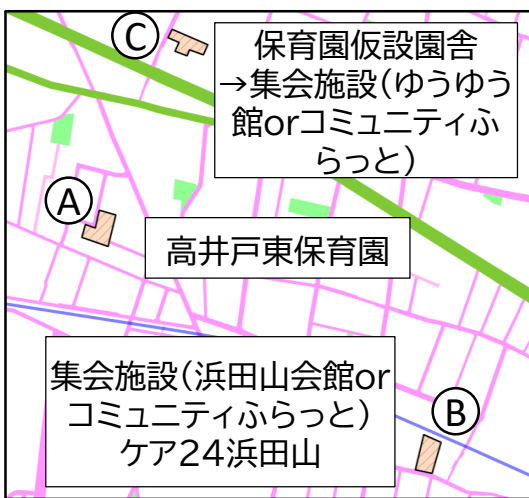 C
保育園仮設園舎
→集会施設(ゆうゆう
館orコミュニティふ
らっと)
A
高井戸東保育園
集会施設(浜田山会館or
コミュニティふらっと)
ケア24浜田山
B